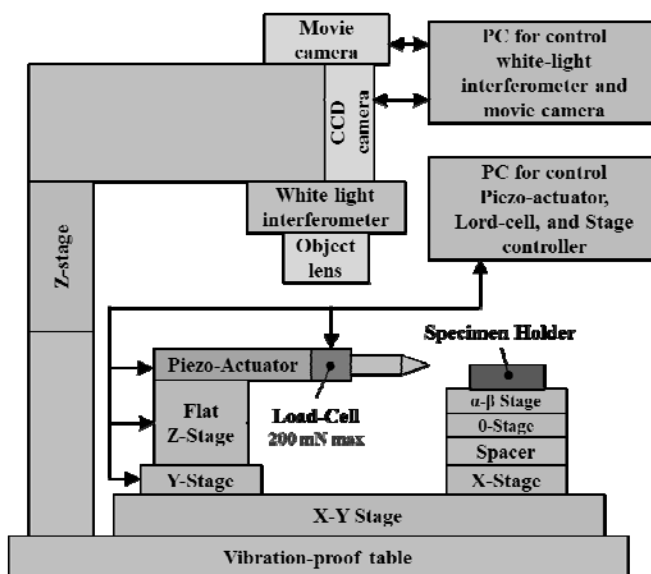 Movie
camera
PC for control
white-light
interferometer and
movie camera
CCD
camera
PC for control
Piezo-actuator,
Lord-cell, and Stage
controller
White light
interferometer
Object
lens
Z-stage
Specimen Holder
Piezo-Actuator
Load-Cell
200 mN max
Flat
Z-Stage
α-β Stage
0-Stage
Spacer
X-Stage
Y-Stage
X-Y Stage
Vibration-proof table